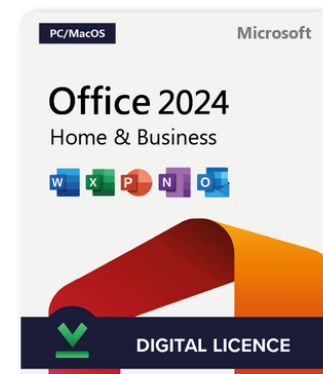 PC/MacOS
Microsoft
Office 2024
Home & Business
W X P N O
DIGITAL LICENCE